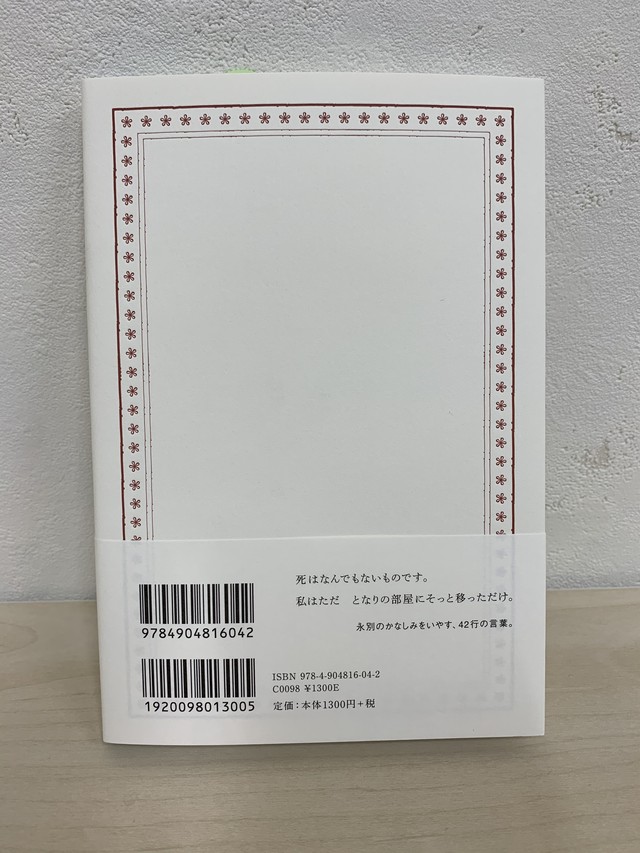 死はなんでもないものです。
私はただ　となりの部屋にそっと移っただけ。
永別のかなしみをいやす、42行の言葉。
9784904816042
1920098013005
ISBN 978-4-904816-04-2
C0098 ¥1300E
定価：本体1300円＋税